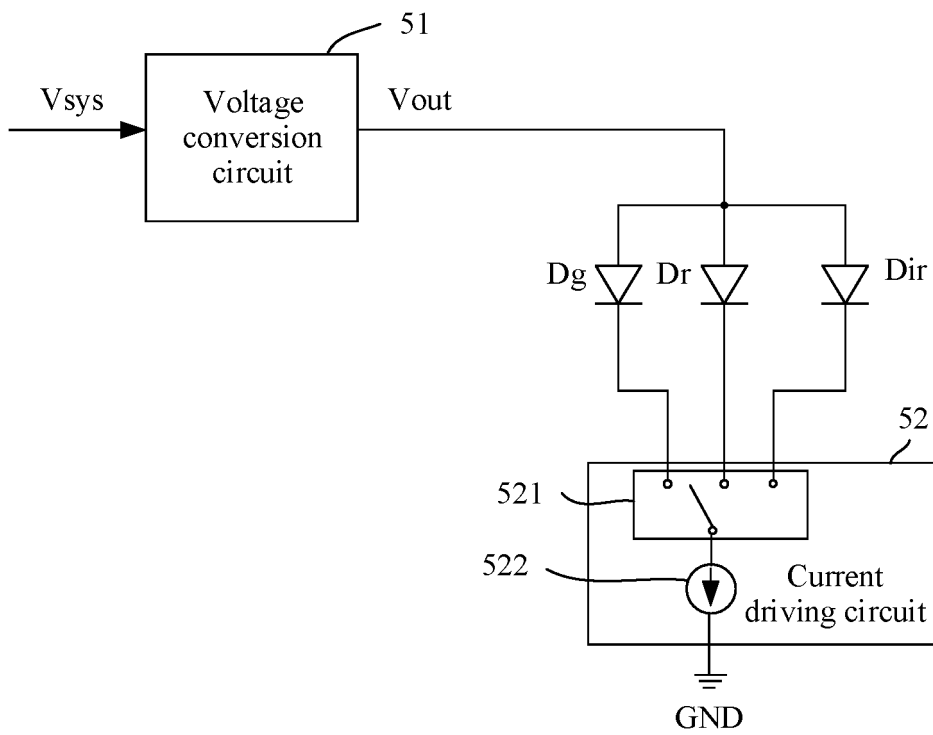 51
Vsys
Voltage
conversion
circuit
Vout
Dg
Dr
Dir
52
521
522
Current
driving circuit
GND